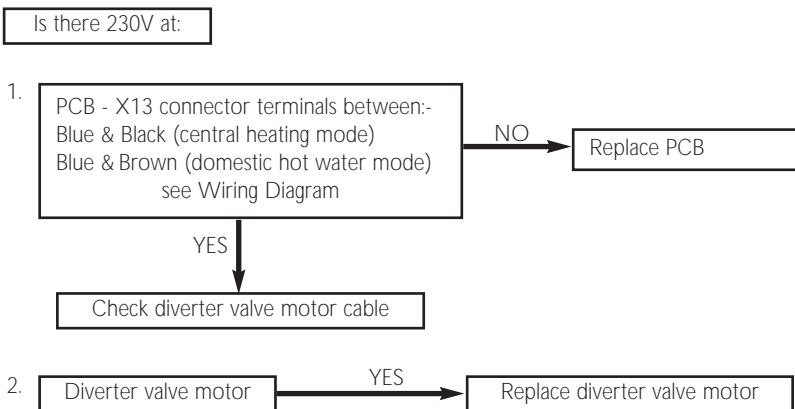 Is there 230V at:
1.
PCB - X13 connector terminals between:-
Blue & Black (central heating mode)
Blue & Brown (domestic hot water mode)
see Wiring Diagram
NO
Replace PCB
YES
Check diverter valve motor cable
2.
Diverter valve motor
YES
Replace diverter valve motor